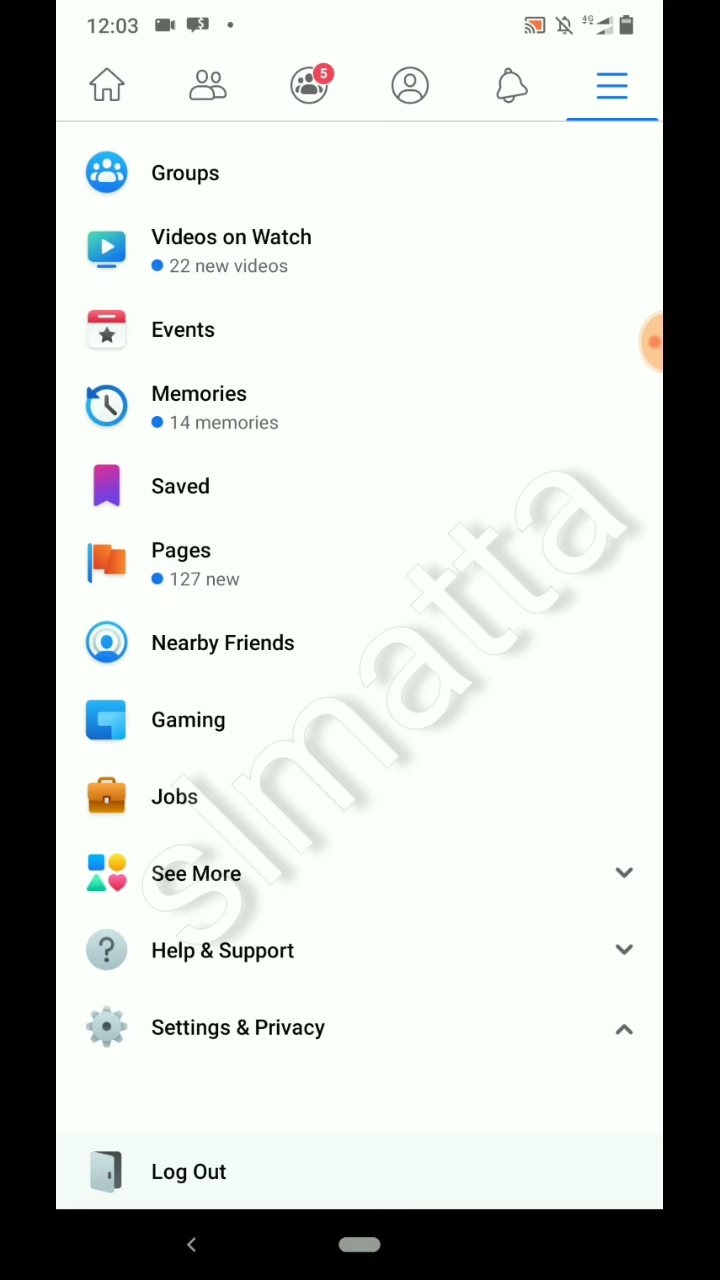 12:03
4G
5
Groups
Videos on Watch
22 new videos
Events
Memories
14 memories
Saved
Pages
127 new
Nearby Friends
Gaming
Jobs
See More
Help & Support
Settings & Privacy
Log Out
slmatta